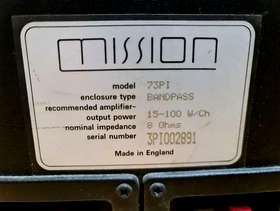 mission
model 73PI
enclosure type BANDPASS
recommended amplifier-
output power 15-100 W/Ch
nominal impedance 8 Ohms
serial number 3PI002891
Made in England